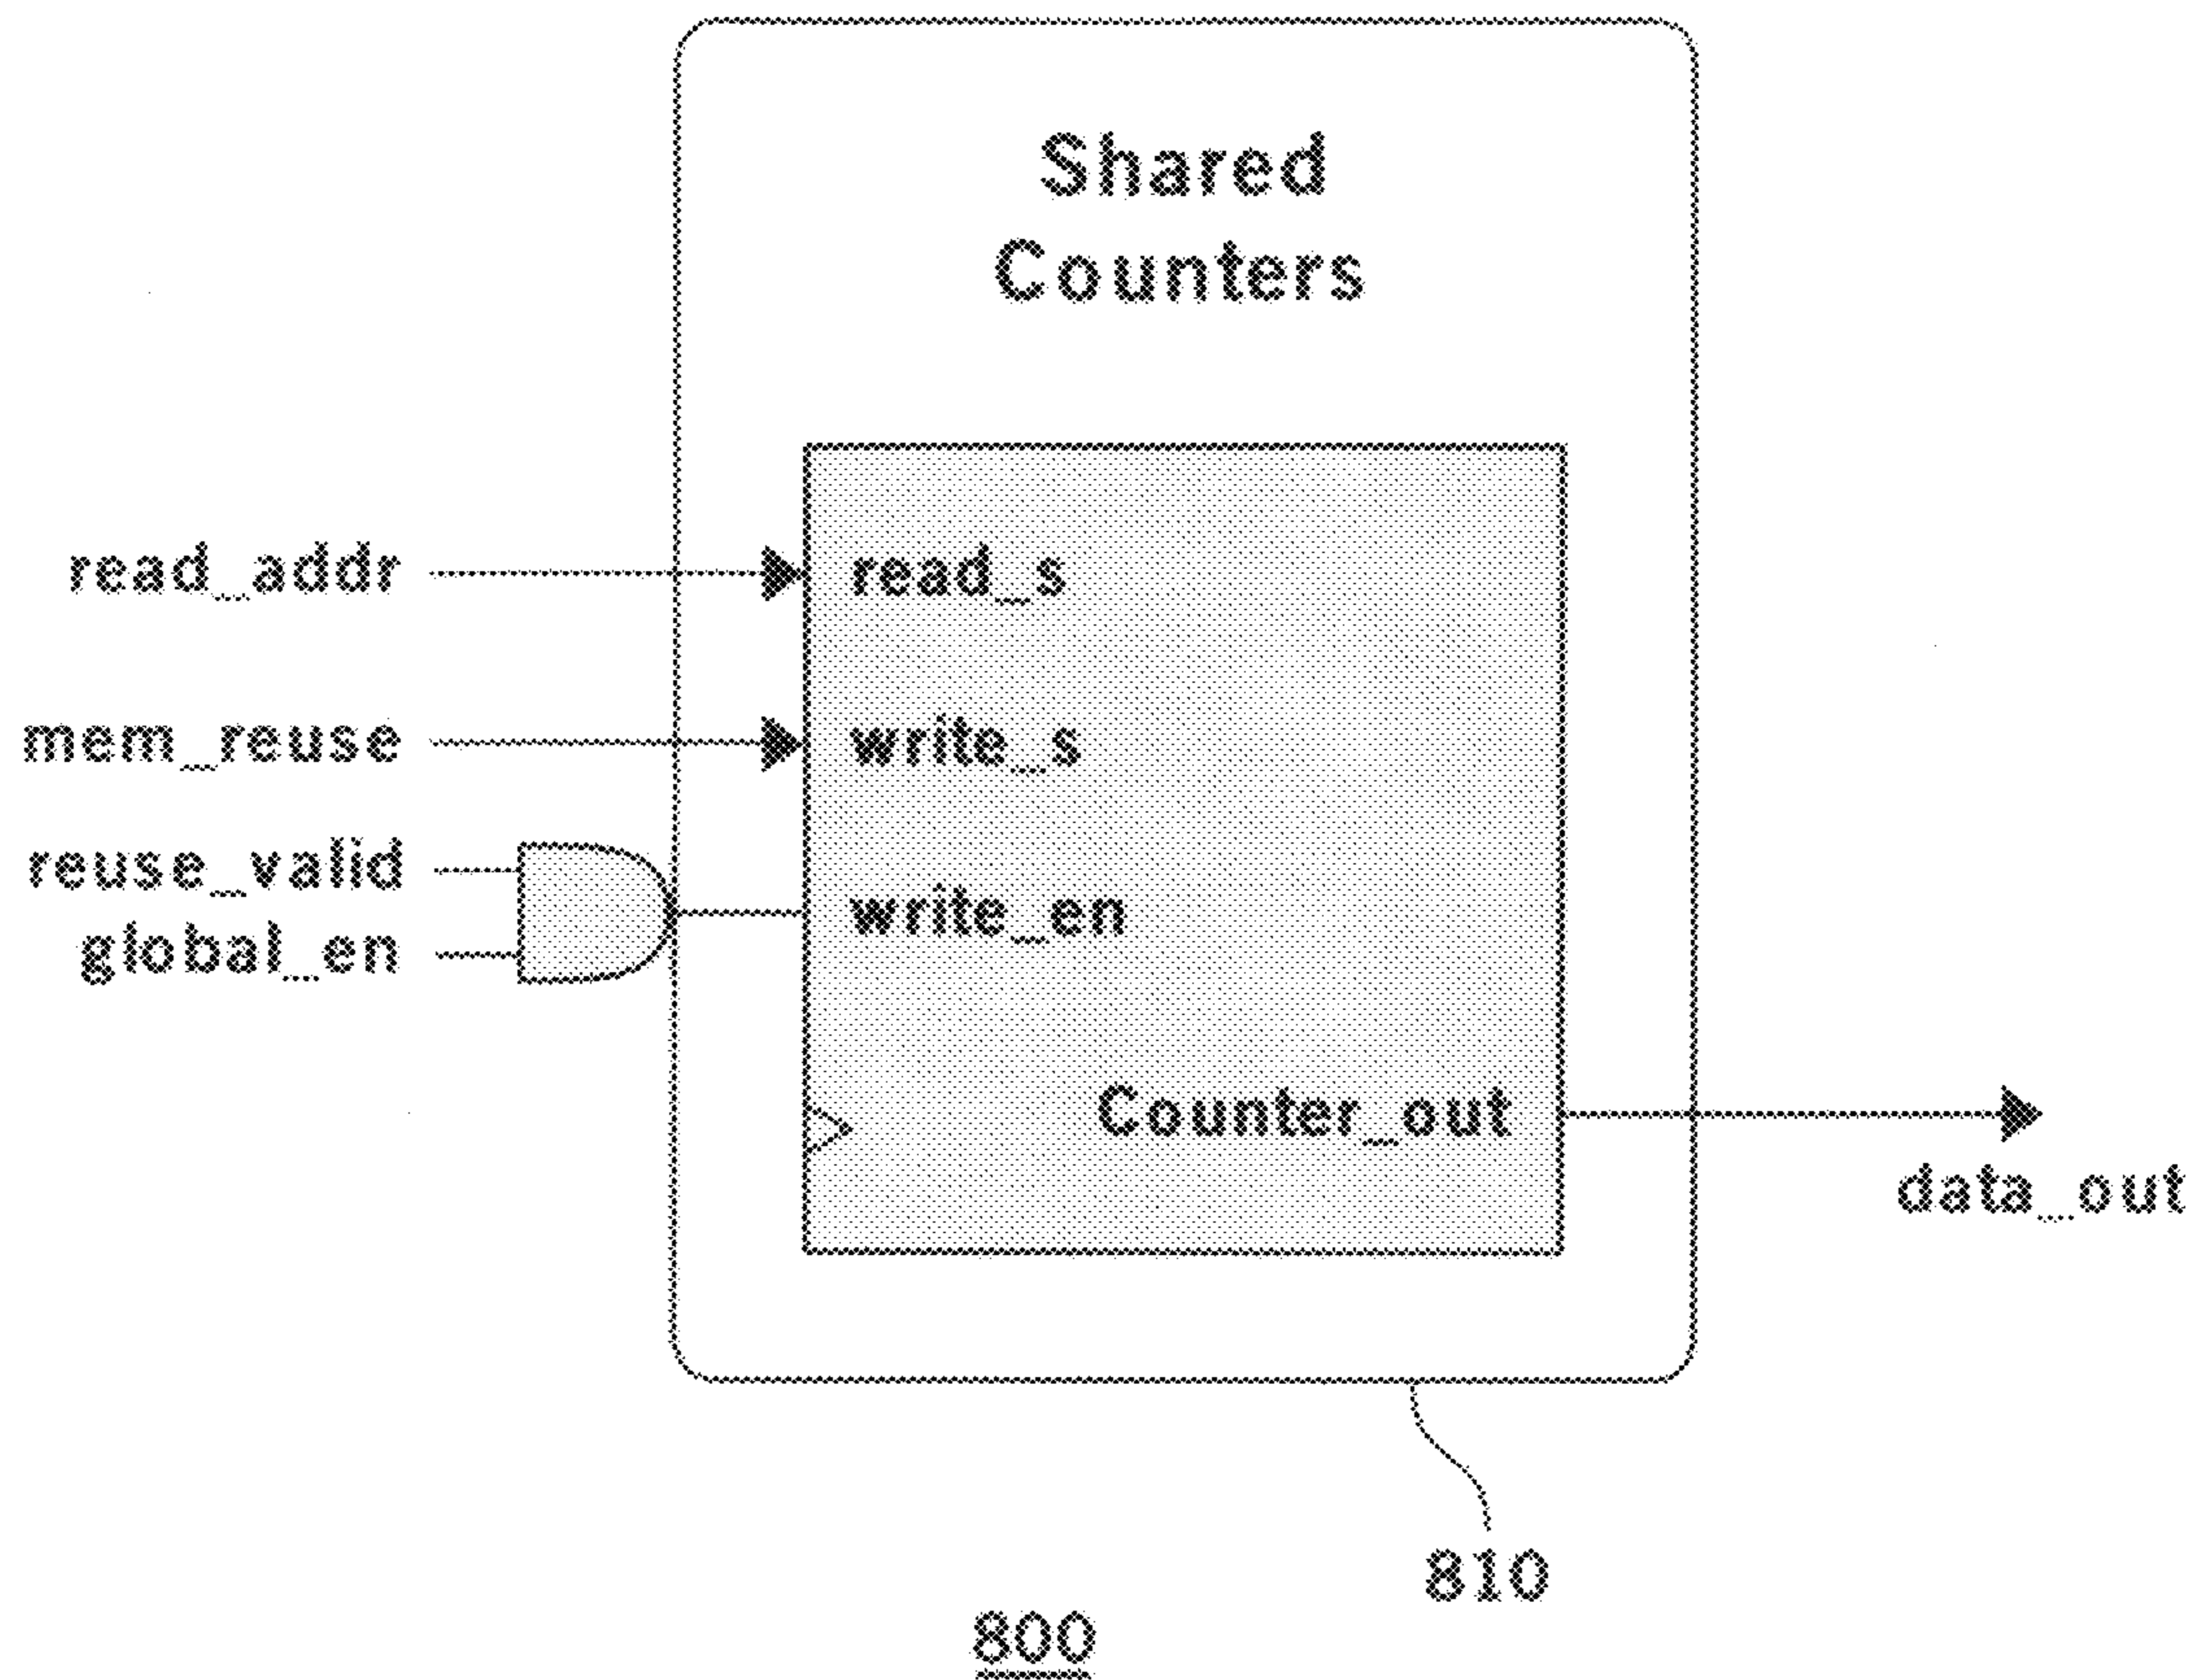 Shared
Counters
read_addr
read_s
mem_reuse
write_s
reuse_valid
global_en
write_en
Counter_out
data_out
810
800